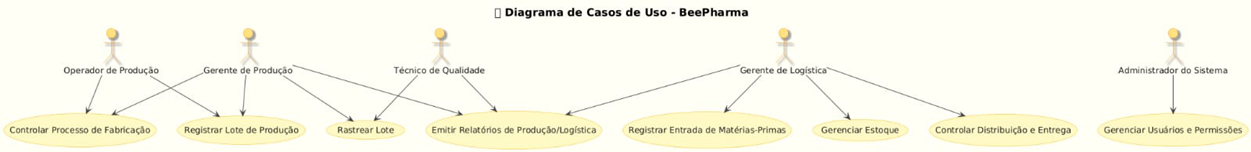 Diagrama de Casos de Uso - BeePharma
Operador de Produção
Gerente de Produção
Técnico de Qualidade
Gerente de Logística
Administrador do Sistema
Controlar Processo de Fabricação
Registrar Lote de Produção
Rastrear Lote
Emitir Relatórios de Produção/Logística
Registrar Entrada de Matérias-Primas
Gerenciar Estoque
Controlar Distribuição e Entrega
Gerenciar Usuários e Permissões